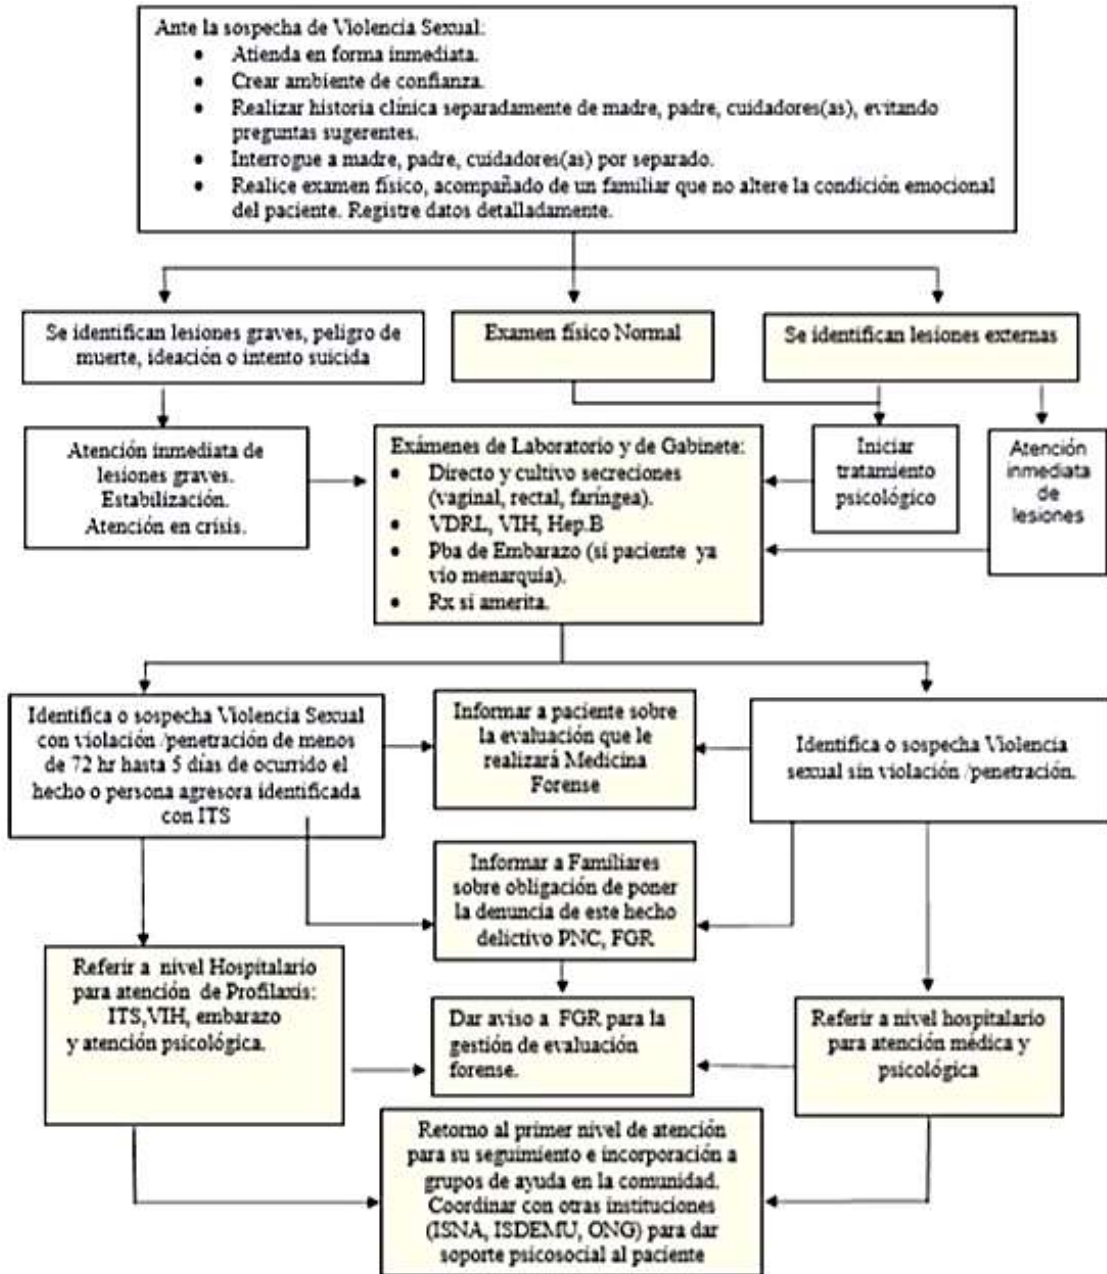 Ante la sospecha de Violencia Sexual:
• Atienda en forma inmediata.
• Crear ambiente de confianza.
• Realizar historia clínica separadamente de madre, padre, cuidadores(as), evitando
preguntas sugerentes.
• Interrogue a madre, padre, cuidadores(as) por separado.
• Realice examen físico, acompañado de un familiar que no altere la condición emocional
del paciente. Registre datos detalladamente.
Se identifican lesiones graves, peligro de
muerte, ideación o intento suicida
Examen físico Normal
Se identifican lesiones externas
Atención inmediata de
lesiones graves.
Estabilización.
Atención en crisis.
Exámenes de Laboratorio y de Gabinete:
• Directo y cultivo secreciones
(vaginal, rectal, faríngea).
• VDRL, VIH, Hep.B
• Pba de Embarazo (si paciente ya
vio menarquia).
• Rx si amerita.
Iniciar
tratamiento
psicológico
Atención
inmediata
de
lesiones
Identifica o sospecha Violencia Sexual
con violación /penetración de menos
de 72 hr hasta 5 días de ocurrido el
hecho o persona agresora identificada
con ITS
Informar a paciente sobre
la evaluación que le
realizará Medicina
Forense
Identifica o sospecha Violencia
sexual sin violación /penetración.
Informar a Familiares
sobre obligación de poner
la denuncia de este hecho
delictivo PNC, FGR
Referir a nivel Hospitalario
para atención de Profilaxis:
ITS,VIH, embarazo
y atención psicológica.
Dar aviso a FGR para la
gestión de evaluación
forense.
Referir a nivel hospitalario
para atención médica y
psicológica
Retorno al primer nivel de atención
para su seguimiento e incorporación a
grupos de ayuda en la comunidad.
Coordinar con otras instituciones
(ISNA, ISDEMU, ONG) para dar
soporte psicosocial al paciente